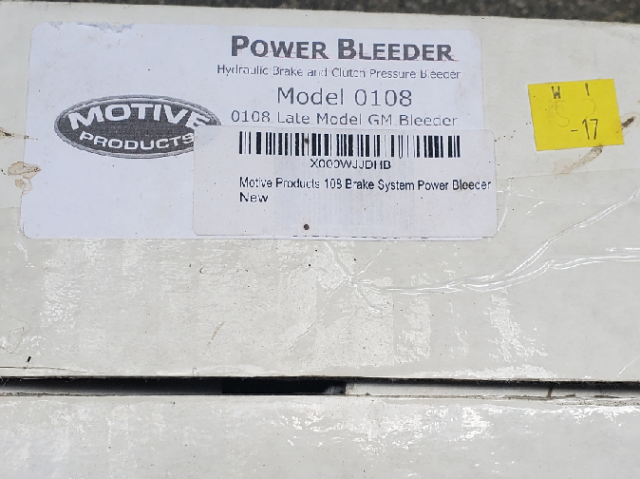 POWER BLEEDER
Hydraulic Brake and Clutch Pressure Bleeder
Model 0108
0108 Late Model GM Bleeder
MOTIVE
PRODUCTS
X000WJJDHB
Motive Products 108 Brake System Power Bleeder
New
W I
-17